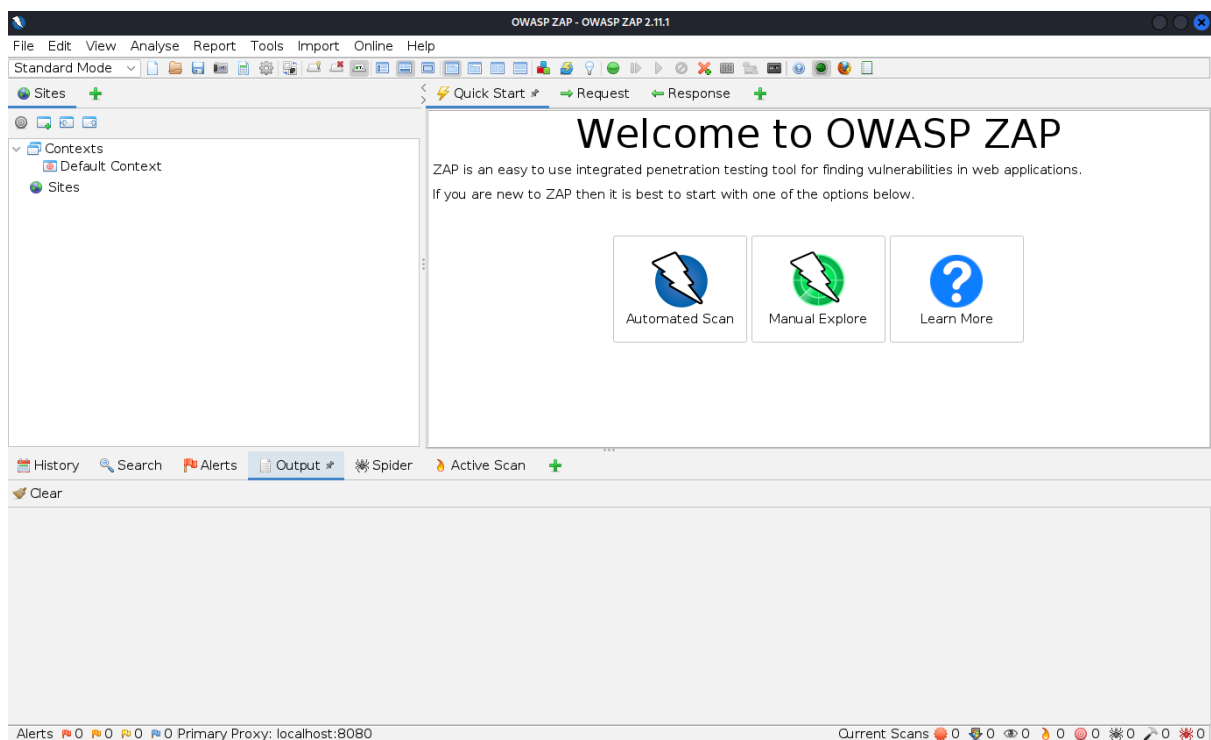 OWASP ZAP - OWASP ZAP 2.11.1
File Edit View Analyse Report Tools Import Online Help
Standard Mode
Sites
Quick Start Request Response
Contexts
Default Context
Sites
Welcome to OWASP ZAP
ZAP is an easy to use integrated penetration testing tool for finding vulnerabilities in web applications.
If you are new to ZAP then it is best to start with one of the options below.
Automated Scan Manual Explore Learn More
History Search Alerts Output Spider Active Scan
Clear
Alerts 0 0 0 0 Primary Proxy: localhost:8080 Current Scans 0 0 0 0 0 0 0 0